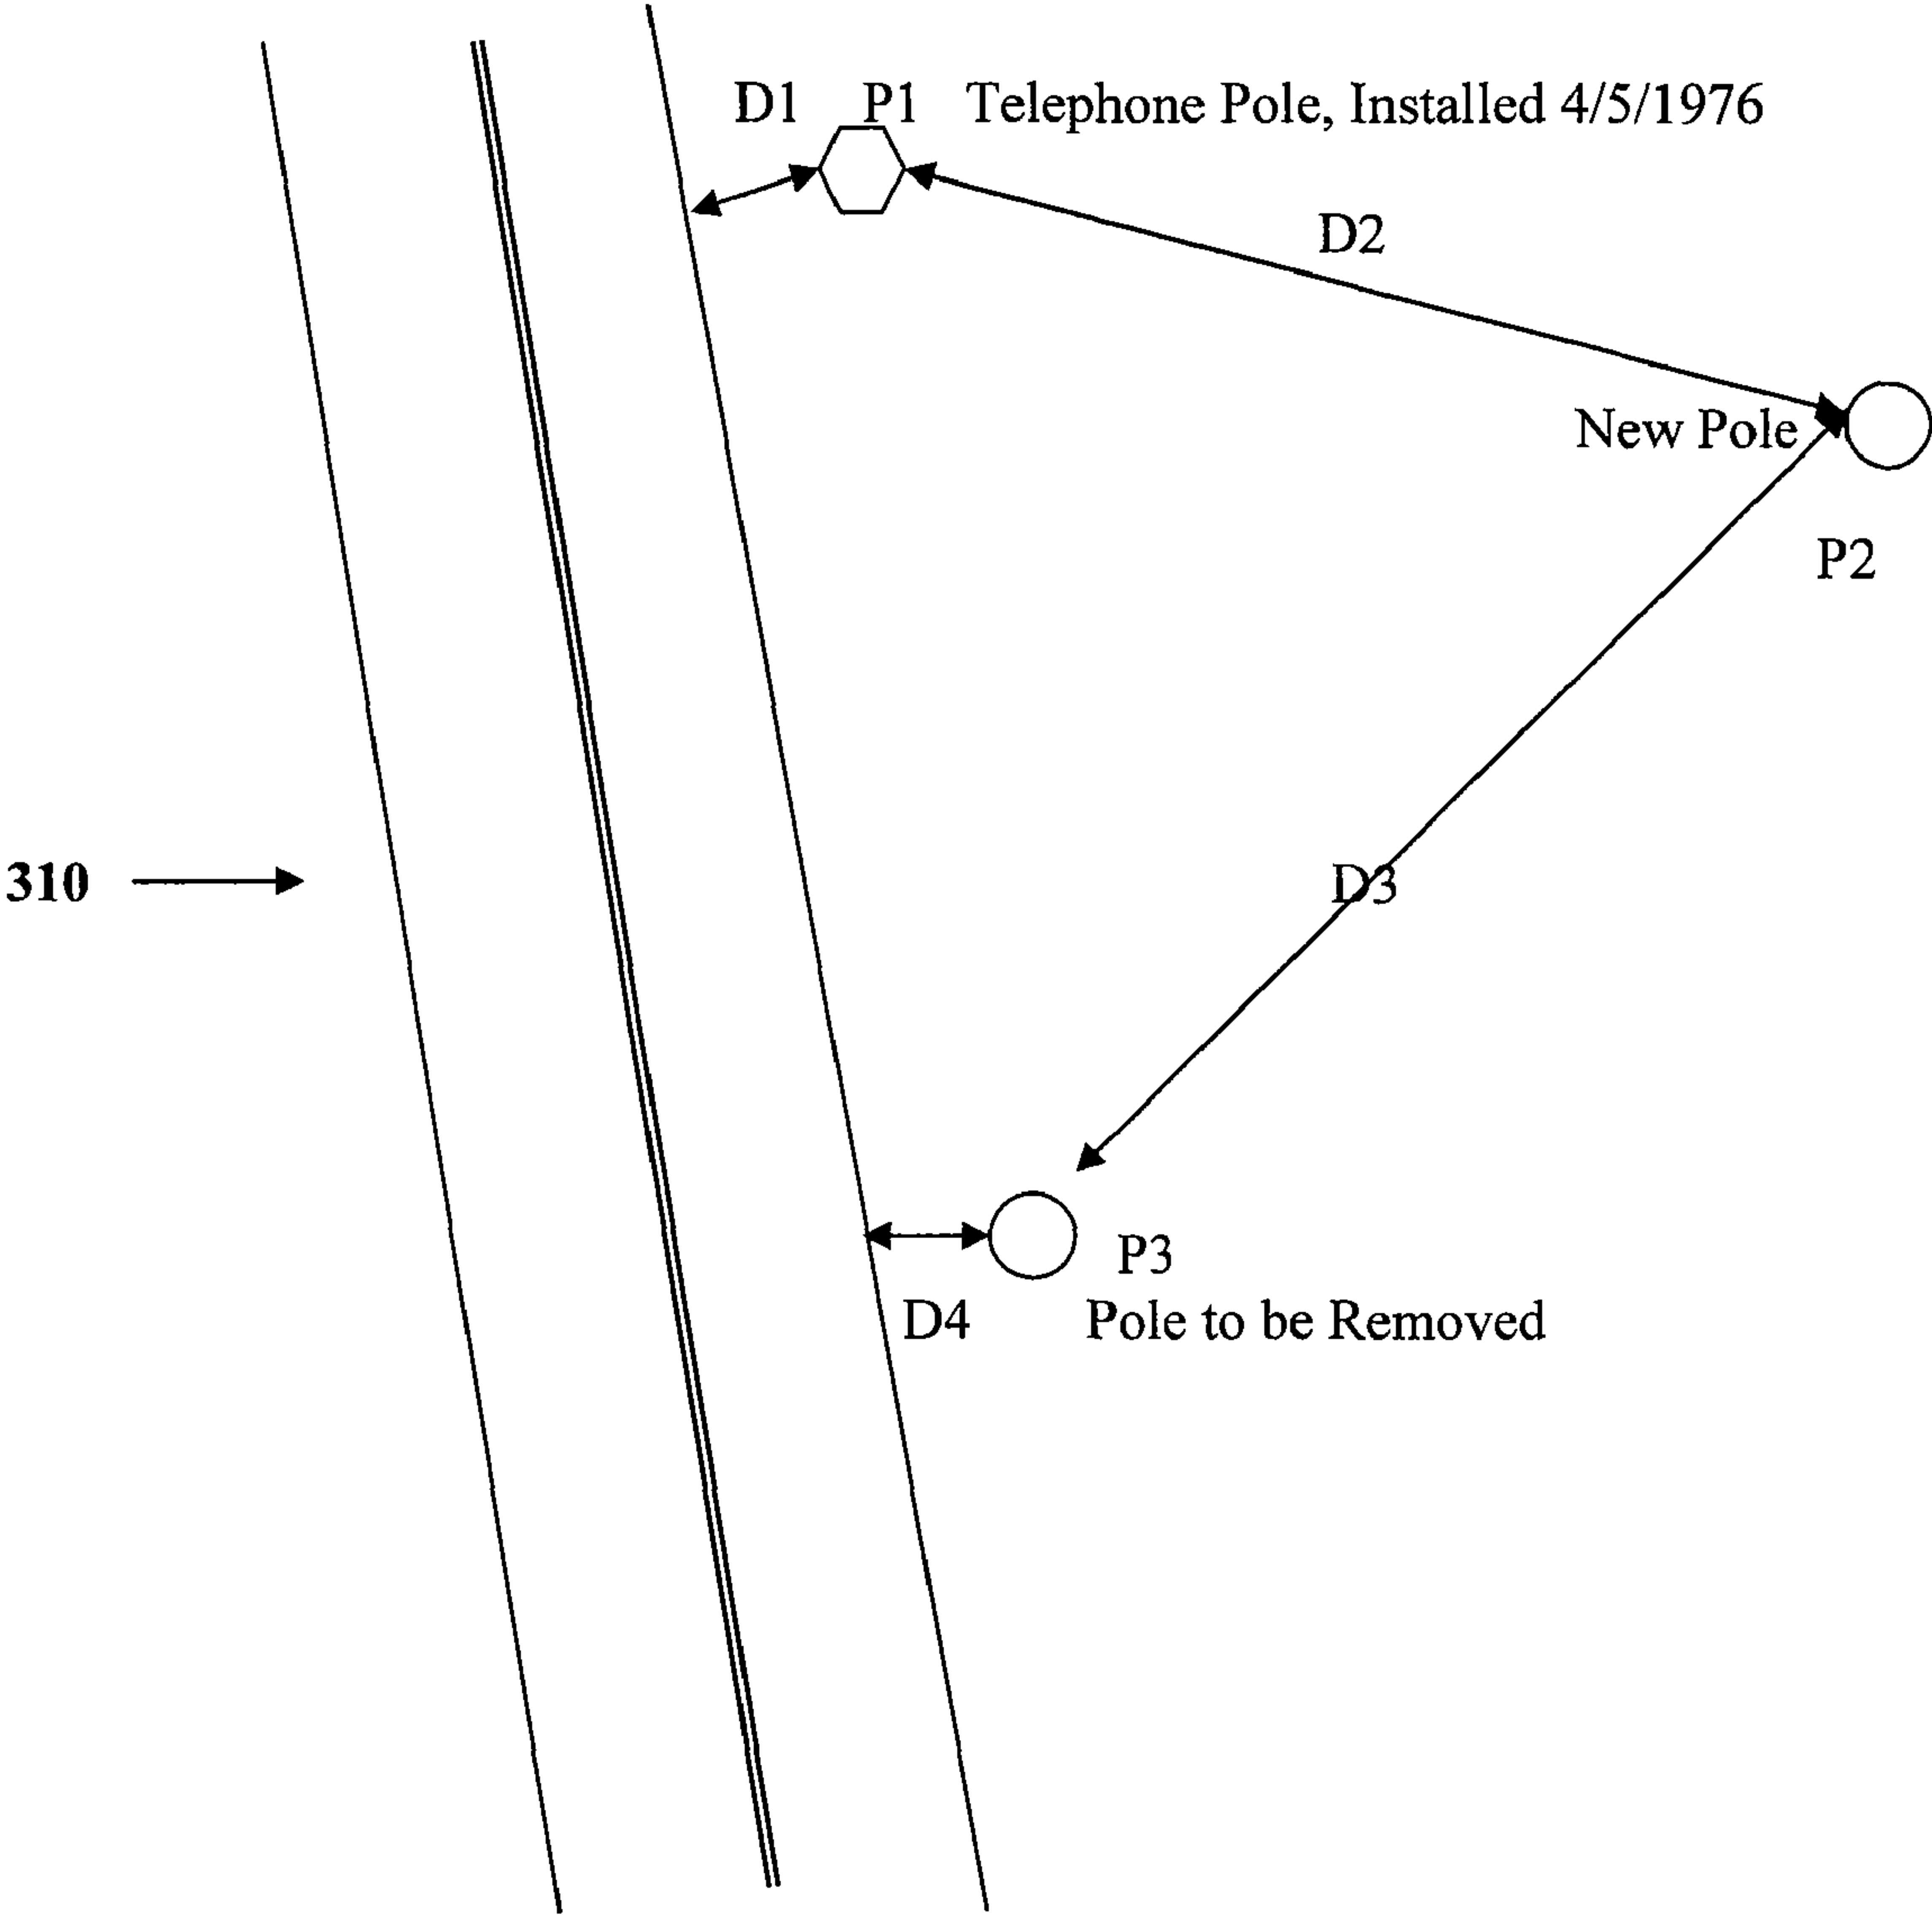 D1 P1 Telephone Pole, Installed 4/5/1976
D2
New Pole
P2
310
D3
P3
D4 Pole to be Removed